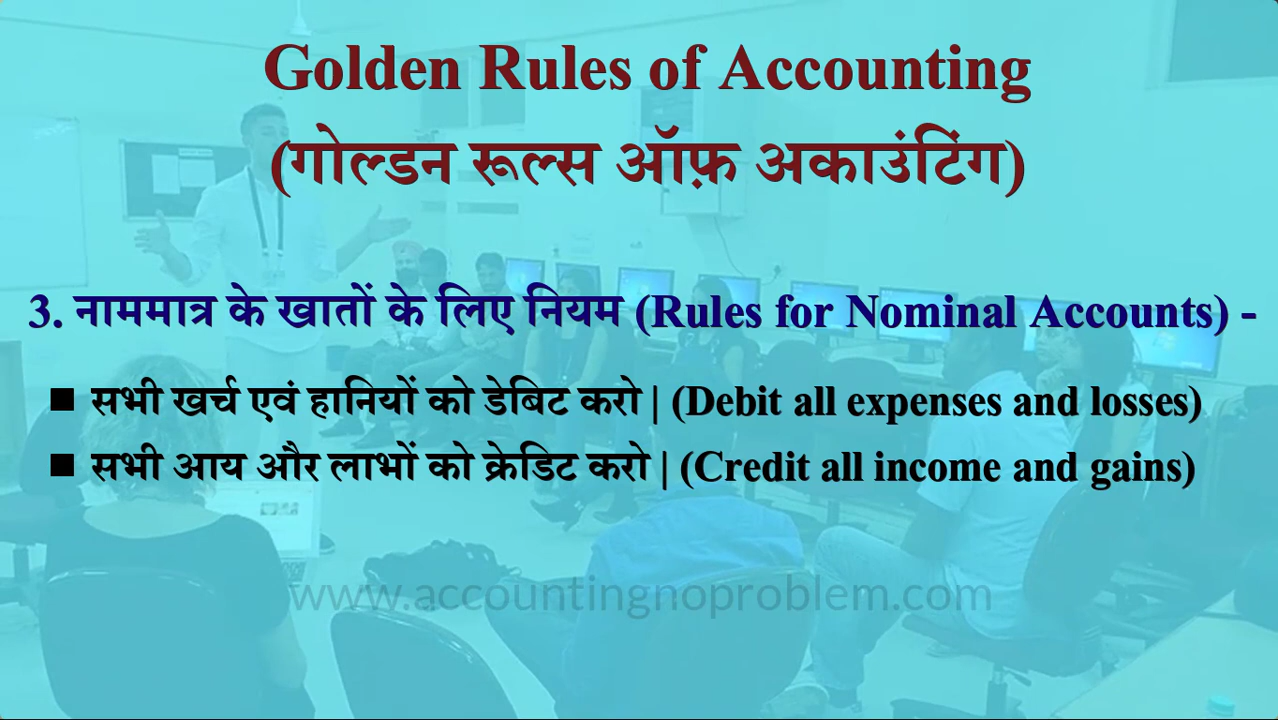 Golden Rules of Accounting
(गोल्डन रूल्स ऑफ़ अकाउंटिंग)
3. नाममात्र के खातों के लिए नियम (Rules for Nominal Accounts) -
■ सभी खर्च एवं हानियों को डेबिट करो | (Debit all expenses and losses)
■ सभी आय और लाभों को क्रेडिट करो | (Credit all income and gains)
www.accountingnoproblem.com